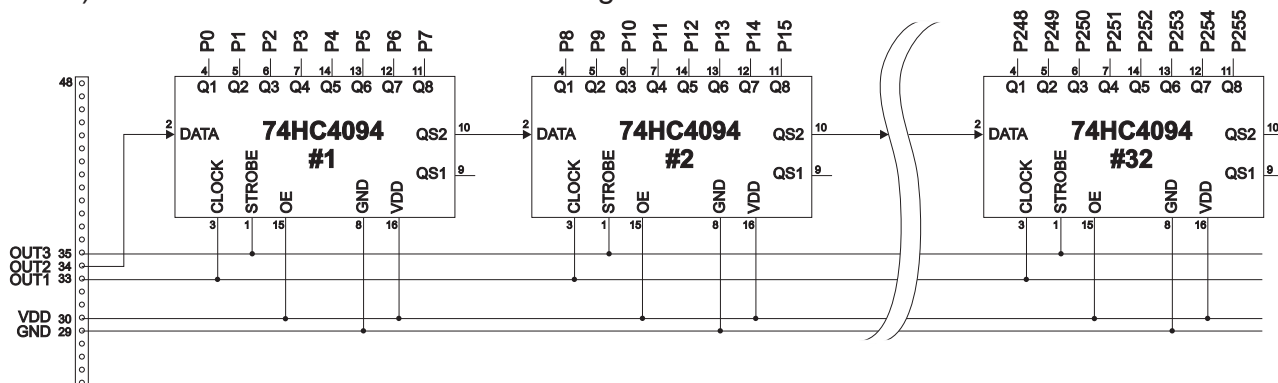 P0 P1 P2 P3 P4 P5 P6 P7 P8 P9 P10 P11 P12 P13 P14 P15 P248 P249 P250 P251 P252 P253 P254 P255
4 5 6 7 14 13 12 11 4 5 6 7 14 13 12 11 4 5 6 7 14 13 12 11
48 Q1 Q2 Q3 Q4 Q5 Q6 Q7 Q8 Q1 Q2 Q3 Q4 Q5 Q6 Q7 Q8 Q1 Q2 Q3 Q4 Q5 Q6 Q7 Q8
2 DATA 74HC4094 QS2 10 2 DATA 74HC4094 QS2 10 2 DATA 74HC4094 QS2 10
#1 #2 #32
QS1 9 QS1 9 QS1 9
CLOCK STROBE OE GND VDD CLOCK STROBE OE GND VDD CLOCK STROBE OE GND VDD
3 1 15 8 16 3 1 15 8 16 3 1 15 8 16
OUT3 35
OUT2 34
OUT1 33
VDD 30
GND 29